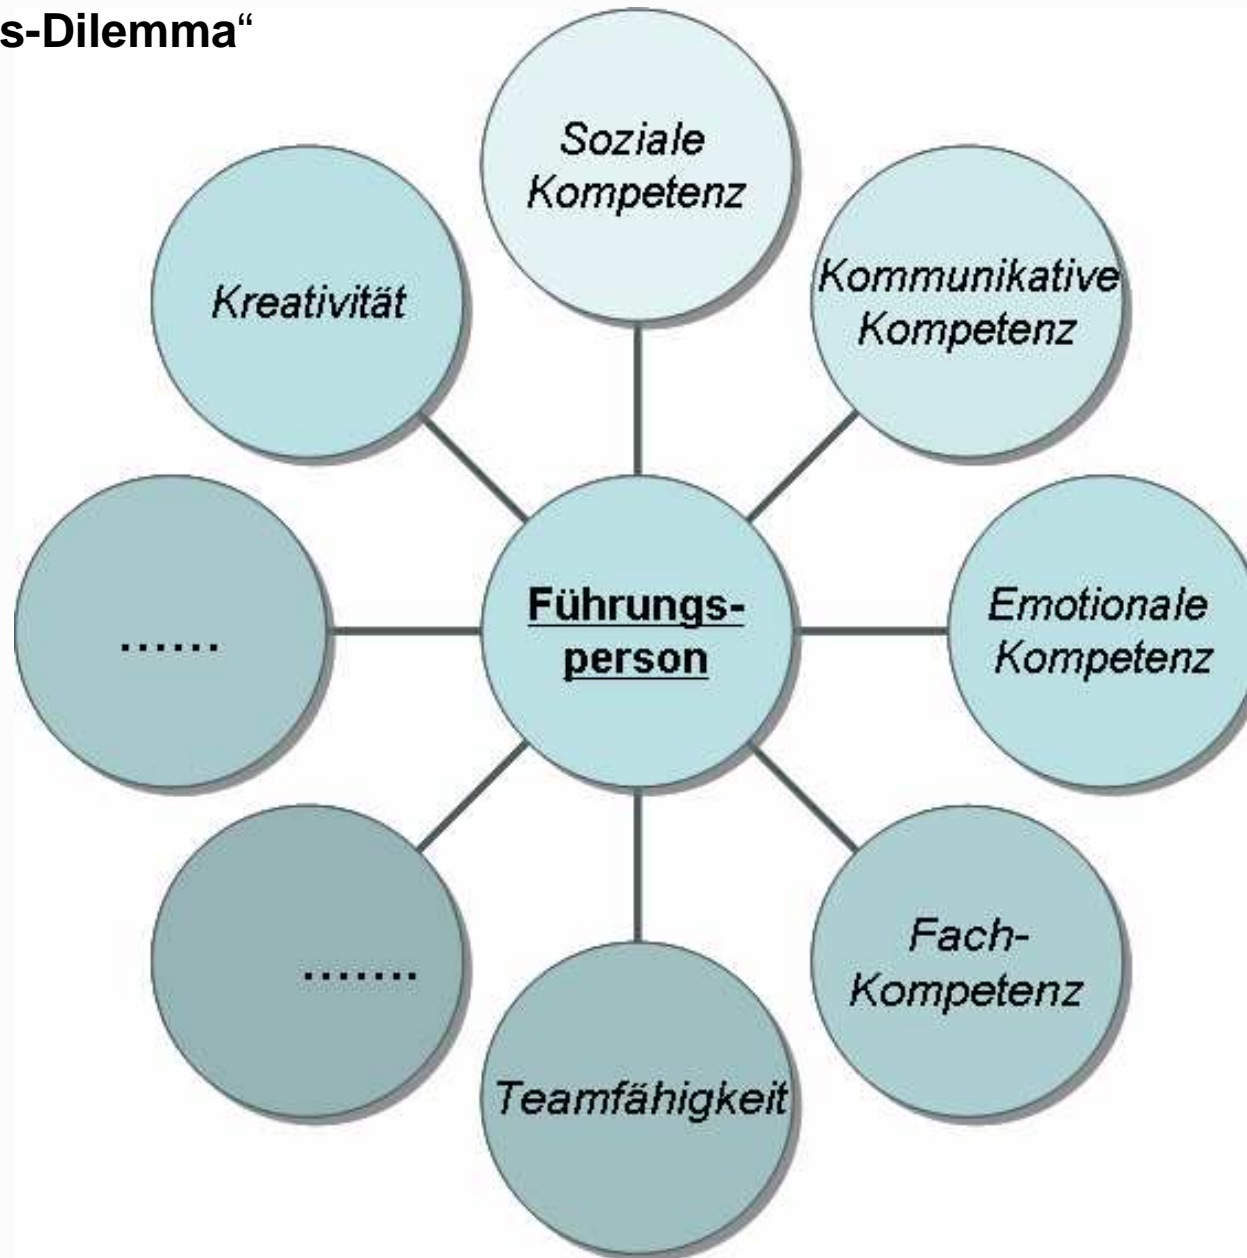 s-Dilemma“
Soziale
Kompetenz
Kommunikative
Kompetenz
Emotionale
Kompetenz
Fach-
Kompetenz
Teamfähigkeit
.......
......
Kreativität
Führungs-
person